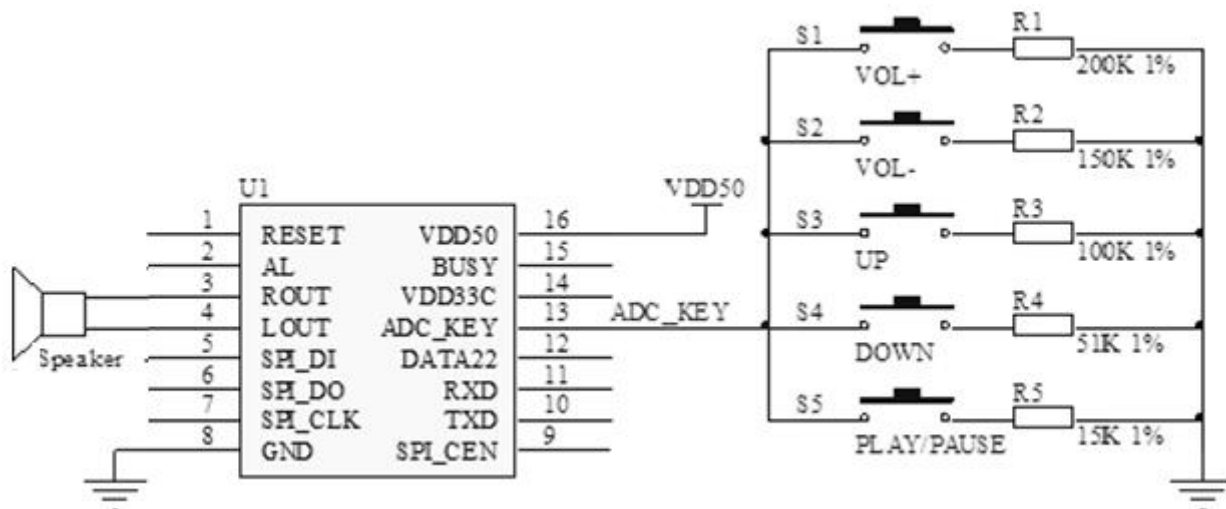 S1
VOL+
R1
200K 1%
S2
VOL-
R2
150K 1%
S3
UP
R3
100K 1%
S4
DOWN
R4
51K 1%
S5
PLAY/PAUSE
R5
15K 1%
U1
VDD50
1 RESET VDD50 16
2 AL BUSY 15
3 ROUT VDD33C 14
4 LOUT ADC_KEY 13
5 SPI_DI DATA22 12
6 SPI_DO RXD 11
7 SPI_CLK TXD 10
8 GND SPI_CEN 9
Speaker
ADC_KEY